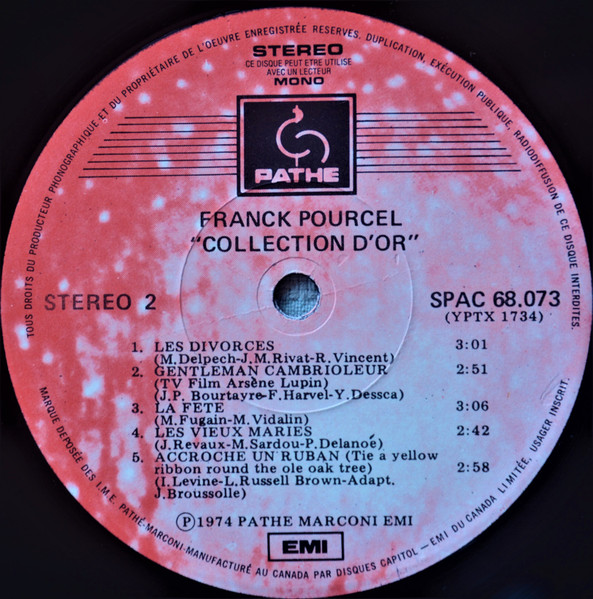 TOUS DROITS DU PRODUCTEUR PHONOGRAPHIQUE ET DU PROPRIÉTAIRE DE L'OEUVRE ENREGISTRÉE RESERVES, DUPLICATION, EXÉCUTION PUBLIQUE, RADIODIFFUSION DE CE DISQUE INTERDITES.
STEREO
CE DISQUE PEUT ETRE UTILISE
AVEC UN LECTEUR
MONO
PATHE
FRANCK POURCEL
"COLLECTION D'OR"
STEREO 2
SPAC 68.073
(YPTX 1734)
1. LES DIVORCES 3:01
(M. Delpech-J.M. Rivat-R. Vincent)
2. GENTLEMAN CAMBRIOLEUR 2:51
(TV Film Arsène Lupin)
(J.P. Bourtayre-F. Harvel-Y. Dessca)
3. LA FETE 3:06
(M. Fugain-M. Vidalin)
4. LES VIEUX MARIES 2:42
(J. Revaux-M. Sardou-P. Delanoé)
5. ACCROCHE UN RUBAN (Tie a yellow
ribbon round the ole oak tree) 2:58
(I. Levine-L. Russell Brown-Adapt.
J. Broussolle)
Ⓟ1974 PATHE MARCONI EMI
EMI
MARQUE DEPOSÉE DES I.M.E. PATHÉ-MARCONI-MANUFACTURÉ AU CANADA PAR DISQUES CAPITOL — EMI DU CANADA LIMITÉE, USAGER INSCRIT.